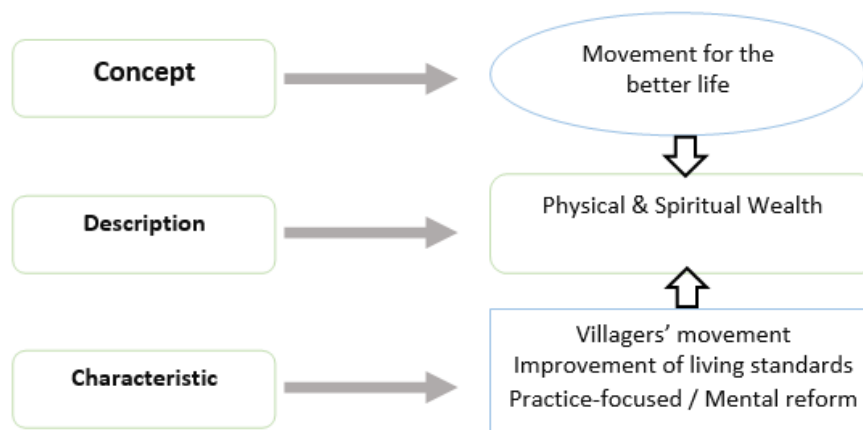 Concept
Movement for the
better life
Description
Physical & Spiritual Wealth
Characteristic
Villagers’ movement
Improvement of living standards
Practice-focused / Mental reform